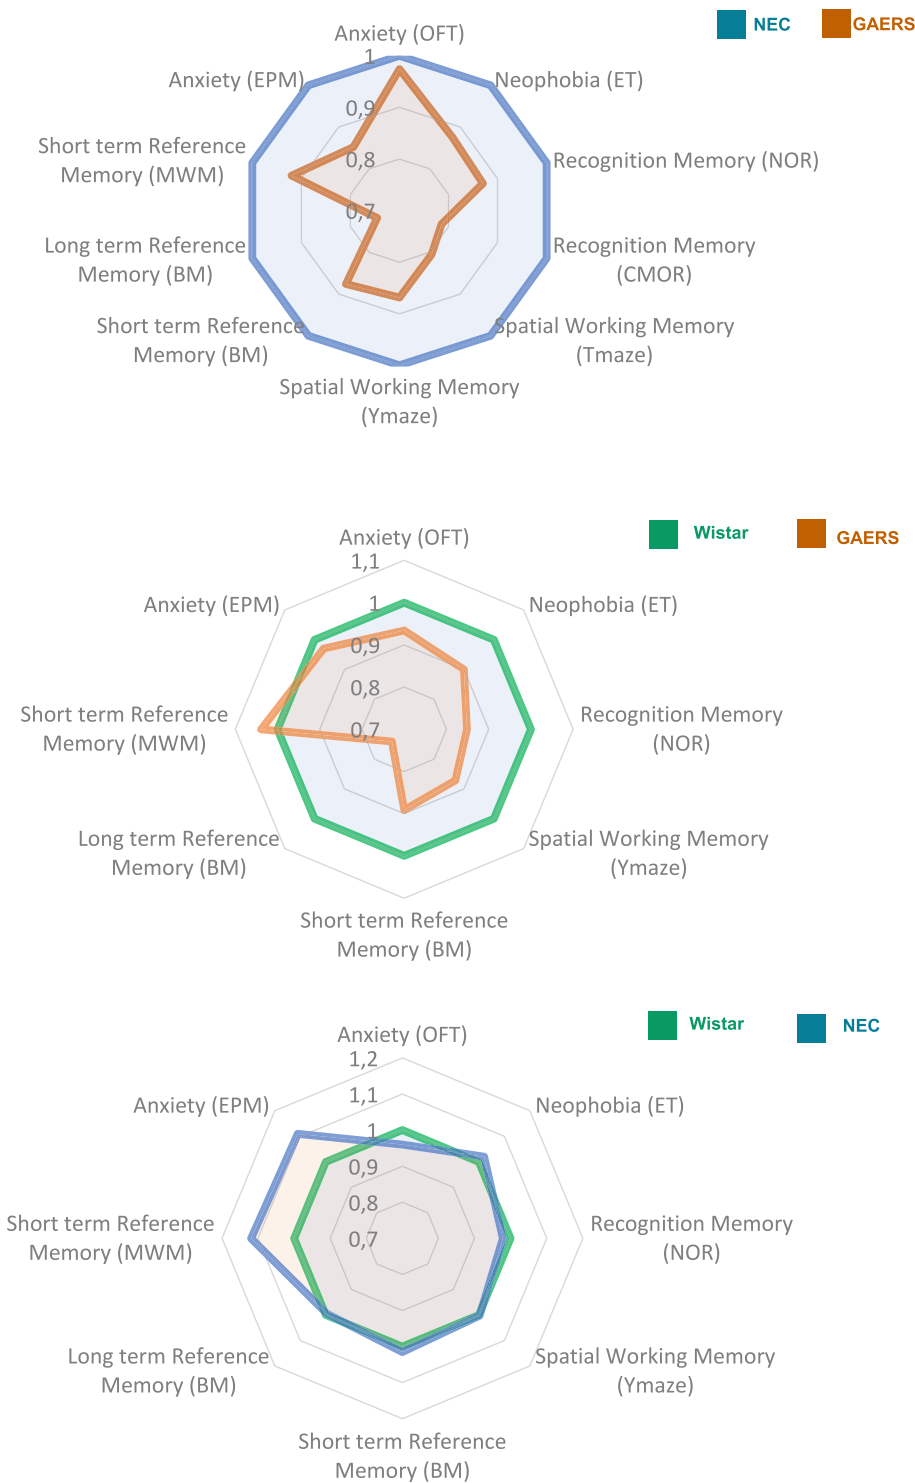 NEC
GAERS
Anxiety (OFT)
1
Anxiety (EPM)
Neophobia (ET)
0,9
Short term Reference
Memory (MWM)
0,8
Recognition Memory (NOR)
0,7
Long term Reference
Memory (BM)
Recognition Memory
(CMOR)
Short term Reference
Memory (BM)
Spatial Working Memory
(Tmaze)
Spatial Working Memory
(Ymaze)
Wistar
GAERS
Anxiety (OFT)
1,1
Anxiety (EPM)
1
Neophobia (ET)
0,9
0,8
Short term Reference
Memory (MWM)
0,7
Recognition Memory
(NOR)
Long term Reference
Memory (BM)
Spatial Working Memory
(Ymaze)
Short term Reference
Memory (BM)
Wistar
NEC
Anxiety (OFT)
1,2
1,1
Anxiety (EPM)
Neophobia (ET)
1
0,9
0,8
Short term Reference
Memory (MWM)
0,7
Recognition Memory
(NOR)
Long term Reference
Memory (BM)
Spatial Working Memory
(Ymaze)
Short term Reference
Memory (BM)